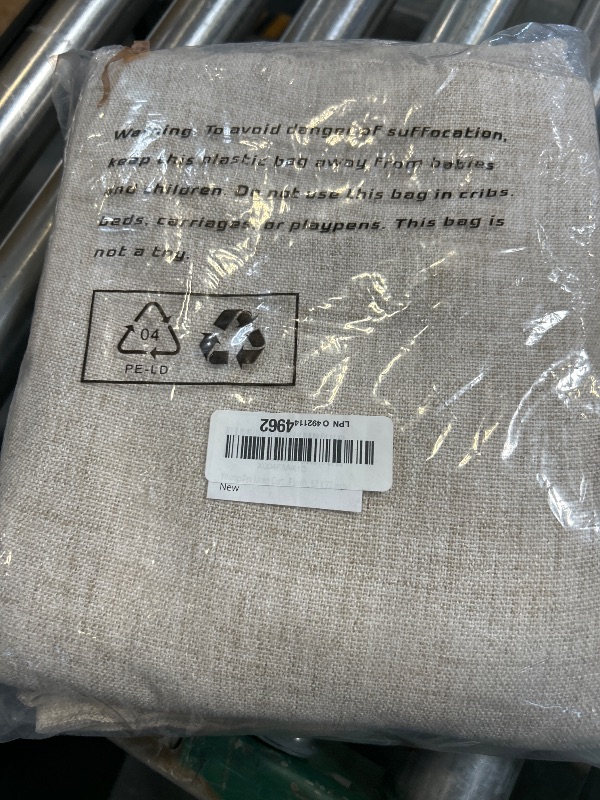 Warning: To avoid danger of suffocation,
keep this plastic bag away from babies
and children. Do not use this bag in cribs,
beds, carriages, or playpens. This bag is
not a toy.
04
PE-LD
LPN O 4921144962
New